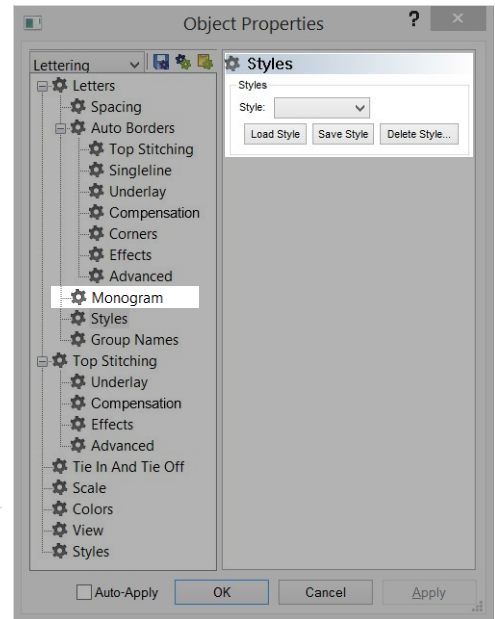 Object Properties ?
Lettering
Letters
Spacing
Auto Borders
Top Stitching
Singleline
Underlay
Compensation
Corners
Effects
Advanced
Monogram
Styles
Group Names
Top Stitching
Underlay
Compensation
Effects
Advanced
Tie In And Tie Off
Scale
Colors
View
Styles
Styles
Styles
Style:
Load Style Save Style Delete Style...
Auto-Apply OK Cancel Apply